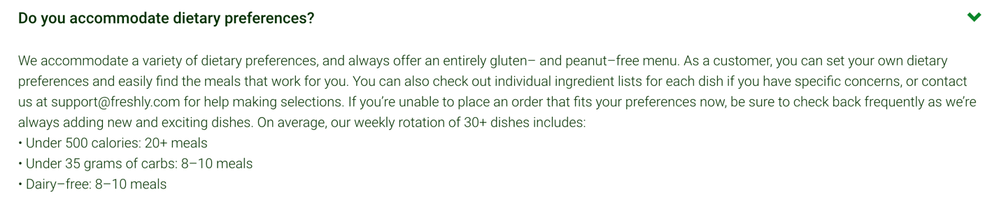 Do you accommodate dietary preferences?
We accommodate a variety of dietary preferences, and always offer an entirely gluten– and peanut–free menu. As a customer, you can set your own dietary
preferences and easily find the meals that work for you. You can also check out individual ingredient lists for each dish if you have specific concerns, or contact
us at support@freshly.com for help making selections. If you’re unable to place an order that fits your preferences now, be sure to check back frequently as we’re
always adding new and exciting dishes. On average, our weekly rotation of 30+ dishes includes:
• Under 500 calories: 20+ meals
• Under 35 grams of carbs: 8–10 meals
• Dairy–free: 8–10 meals